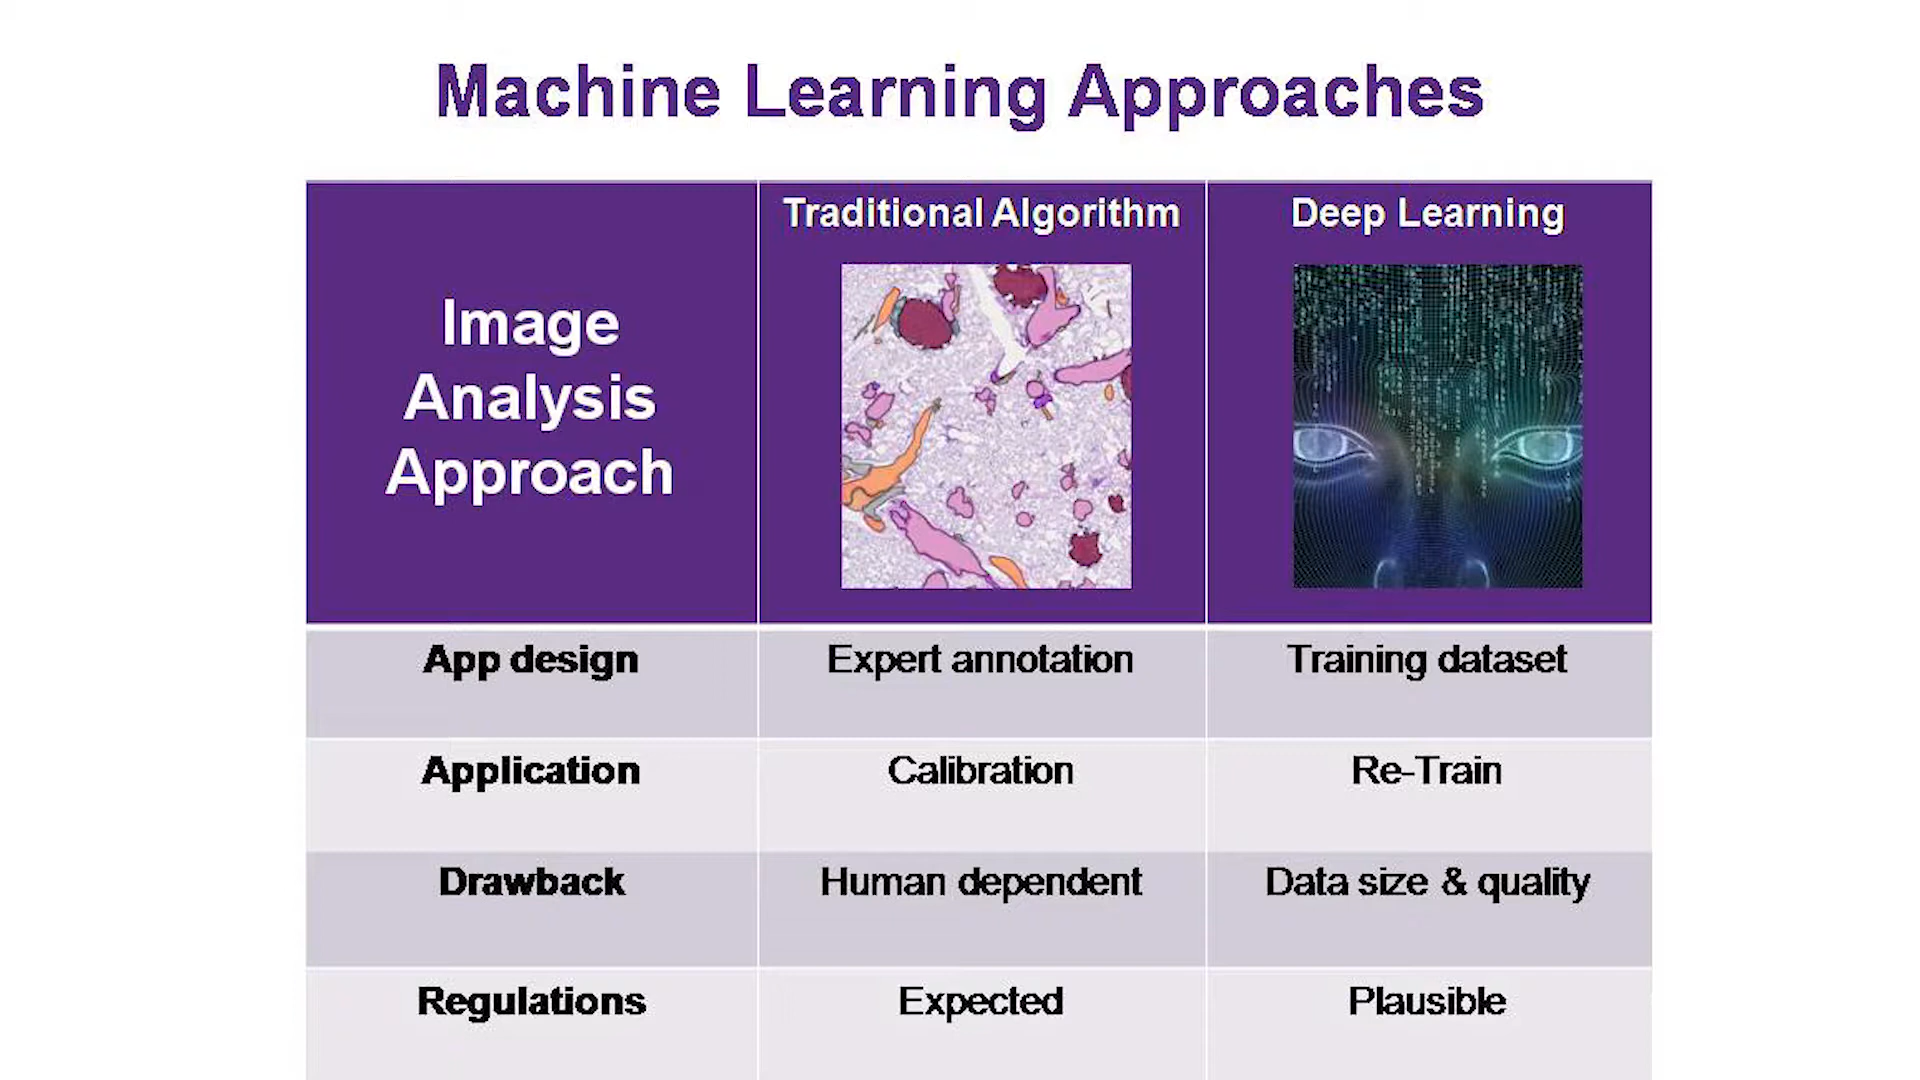 Machine Learning Approaches
Image
Analysis
Approach
Traditional Algorithm
Deep Learning
App design
Expert annotation
Training dataset
Application
Calibration
Re-Train
Drawback
Human dependent
Data size & quality
Regulations
Expected
Plausible